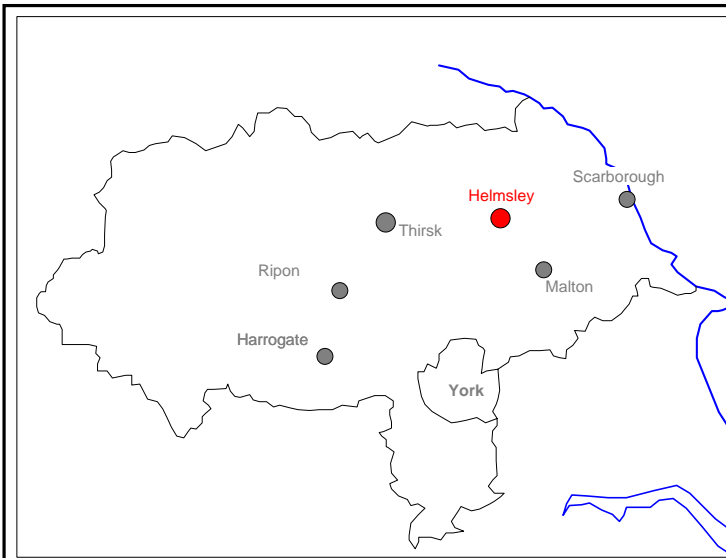 Scarborough
Helmsley
Thirsk
Ripon
Malton
Harrogate
York